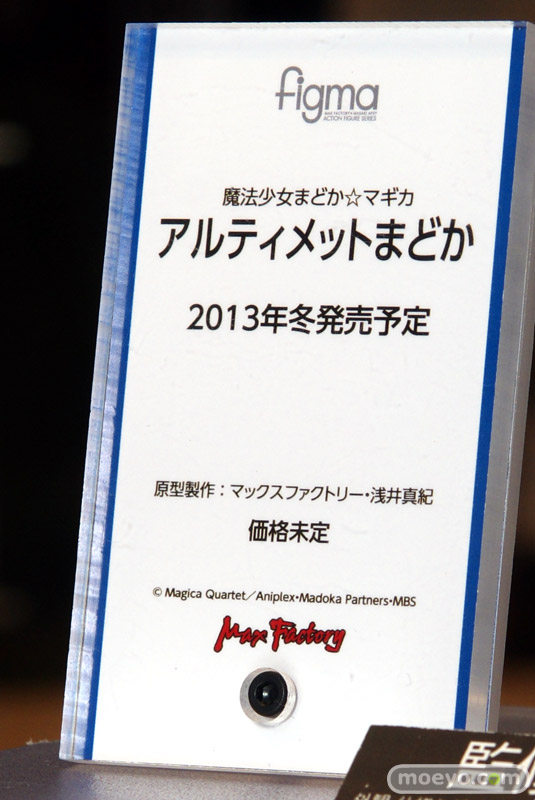 figma
MAX FACTORY×MASAKI APSY
ACTION FIGURE SERIES
魔法少女まどか☆マギカ
アルティメットまどか
2013年冬発売予定
原型製作：マックスファクトリー・浅井真紀
価格未定
© Magica Quartet／Aniplex・Madoka Partners・MBS
Max Factory
監修
moeyo.com